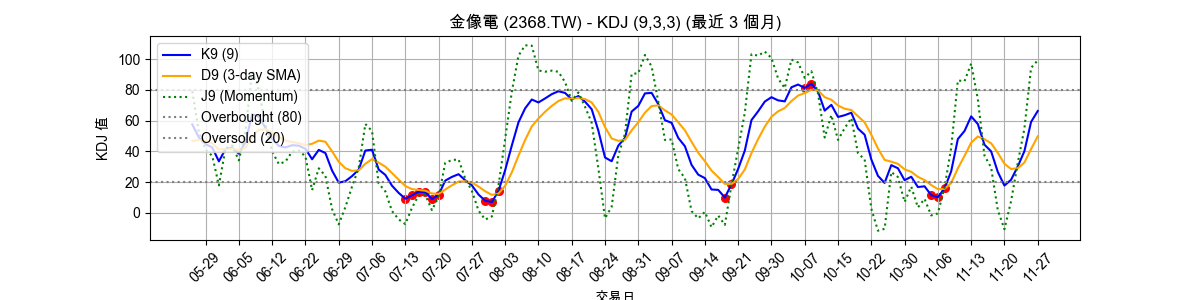 金像電 (2368.TW) - KDJ (9,3,3) (最近 3 個月)
K9 (9)
D9 (3-day SMA)
J9 (Momentum)
Overbought (80)
Oversold (20)
KDJ 值
100
80
60
40
20
0
05-29 06-05 06-12 06-22 06-29 07-06 07-13 07-20 07-27 08-03 08-10 08-17 08-24 08-31 09-07 09-14 09-21 09-30 10-07 10-15 10-22 10-30 11-06 11-13 11-20 11-27
交易日